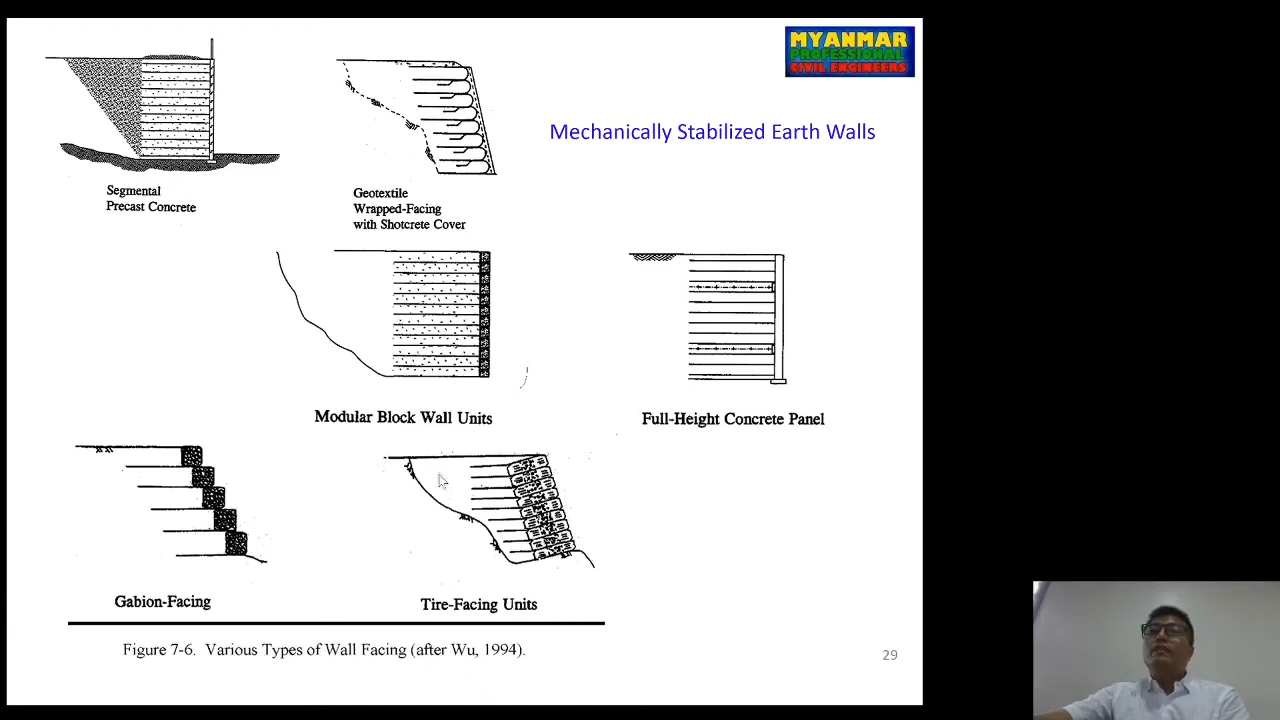 MYANMAR
PROFESSIONAL
CIVIL ENGINEERS
Mechanically Stabilized Earth Walls
Segmental
Precast Concrete
Geotextile
Wrapped-Facing
with Shotcrete Cover
Modular Block Wall Units
Full-Height Concrete Panel
Gabion-Facing
Tire-Facing Units
Figure 7-6. Various Types of Wall Facing (after Wu, 1994).
29